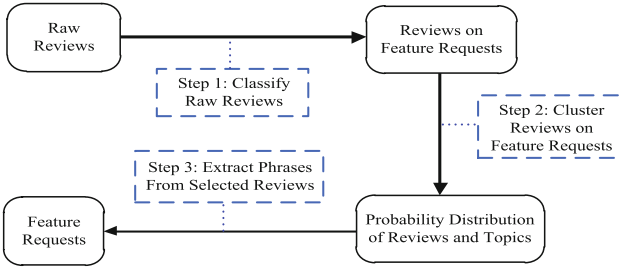 Raw
Reviews
Reviews on
Feature Requests
Step 1: Classify
Raw Reviews
Step 2: Cluster
Reviews on
Feature Requests
Step 3: Extract Phrases
From Selected Reviews
Probability Distribution
of Reviews and Topics
Feature
Requests